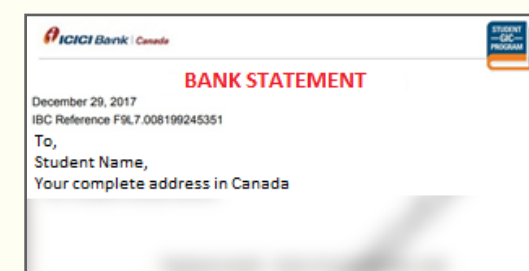 ICICI Bank Canada
STUDENT
GIC
PROGRAM
BANK STATEMENT
December 29, 2017
IBC Reference F9L7.008199245351
To,
Student Name,
Your complete address in Canada